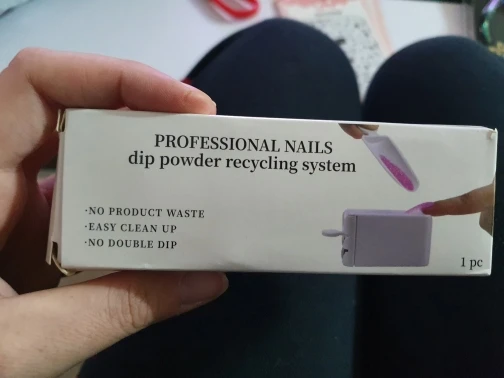 PROFESSIONAL NAILS
dip powder recycling system
·NO PRODUCT WASTE
·EASY CLEAN UP
·NO DOUBLE DIP
1 pc